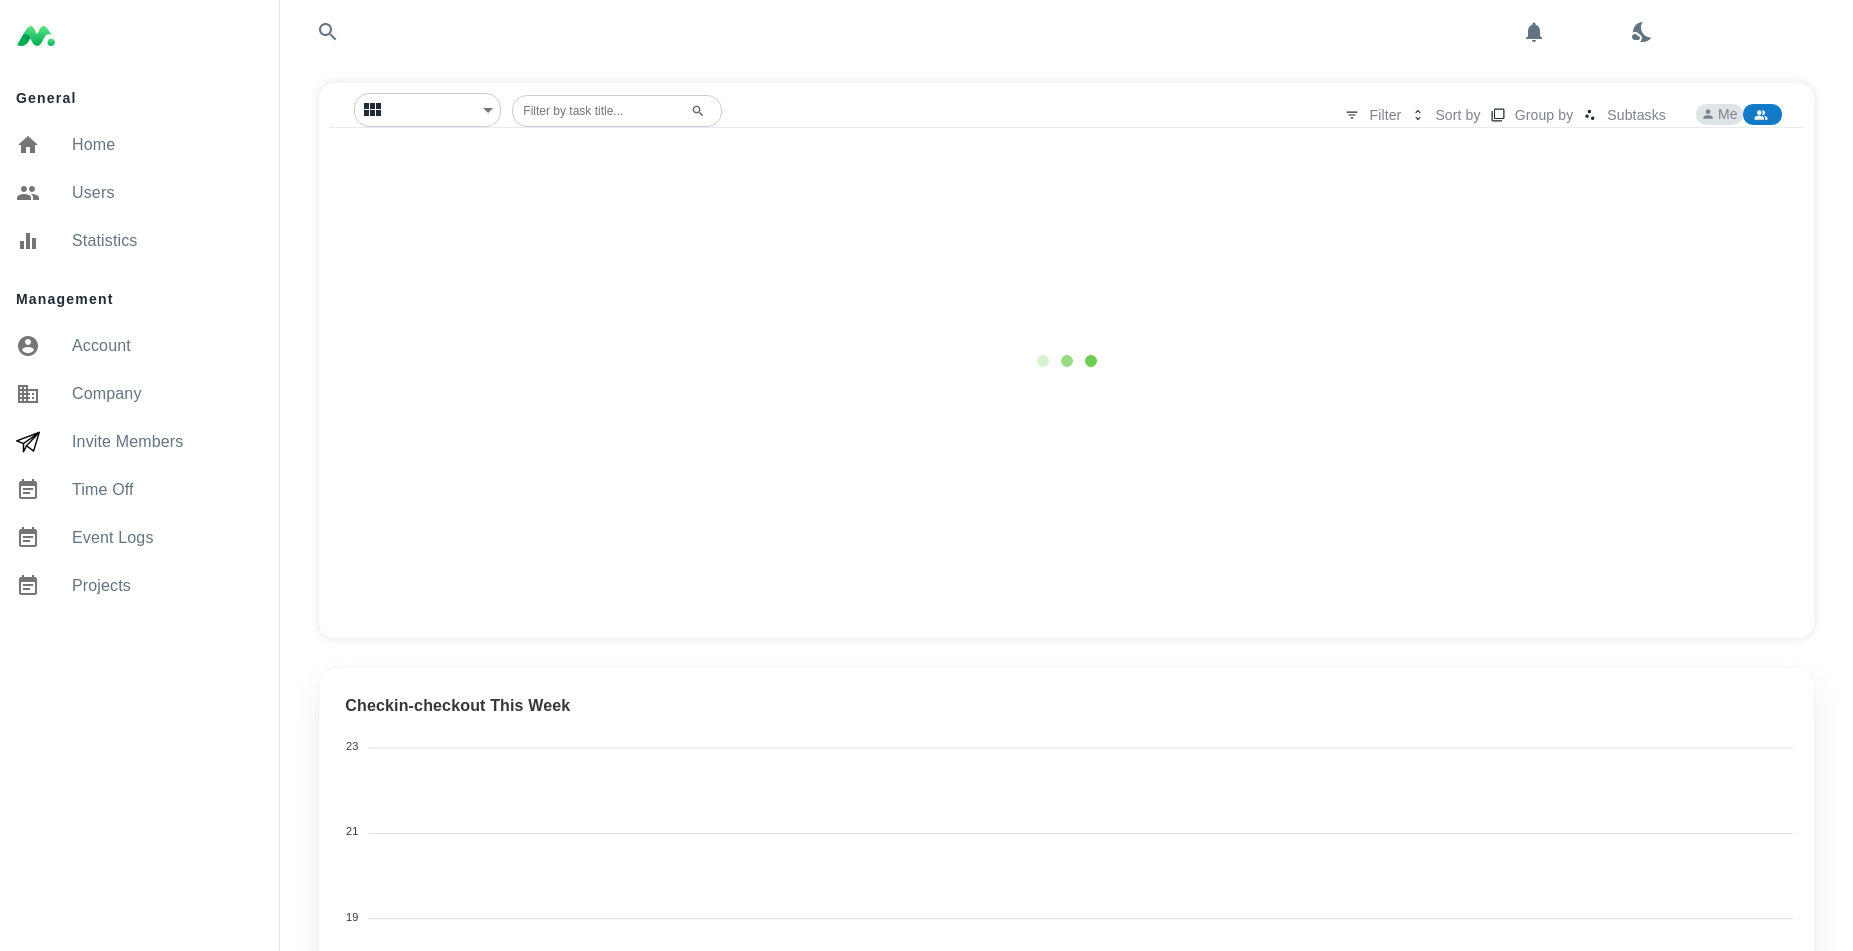 General
Home
Users
Statistics
Management
Account
Company
Invite Members
Time Off
Event Logs
Projects
Filter by task title...
Filter
Sort by
Group by
Subtasks
Me
Checkin-checkout This Week
23
21
19